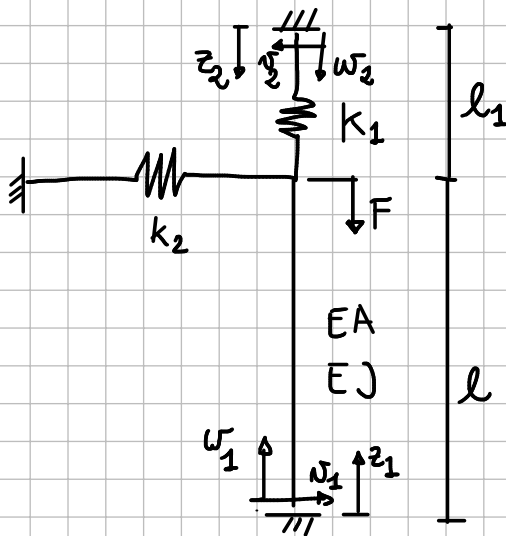 z₂
v₂
w₂
k₁
l₁
k₂
F
EA
EJ
l
w₁
v₁
z₁